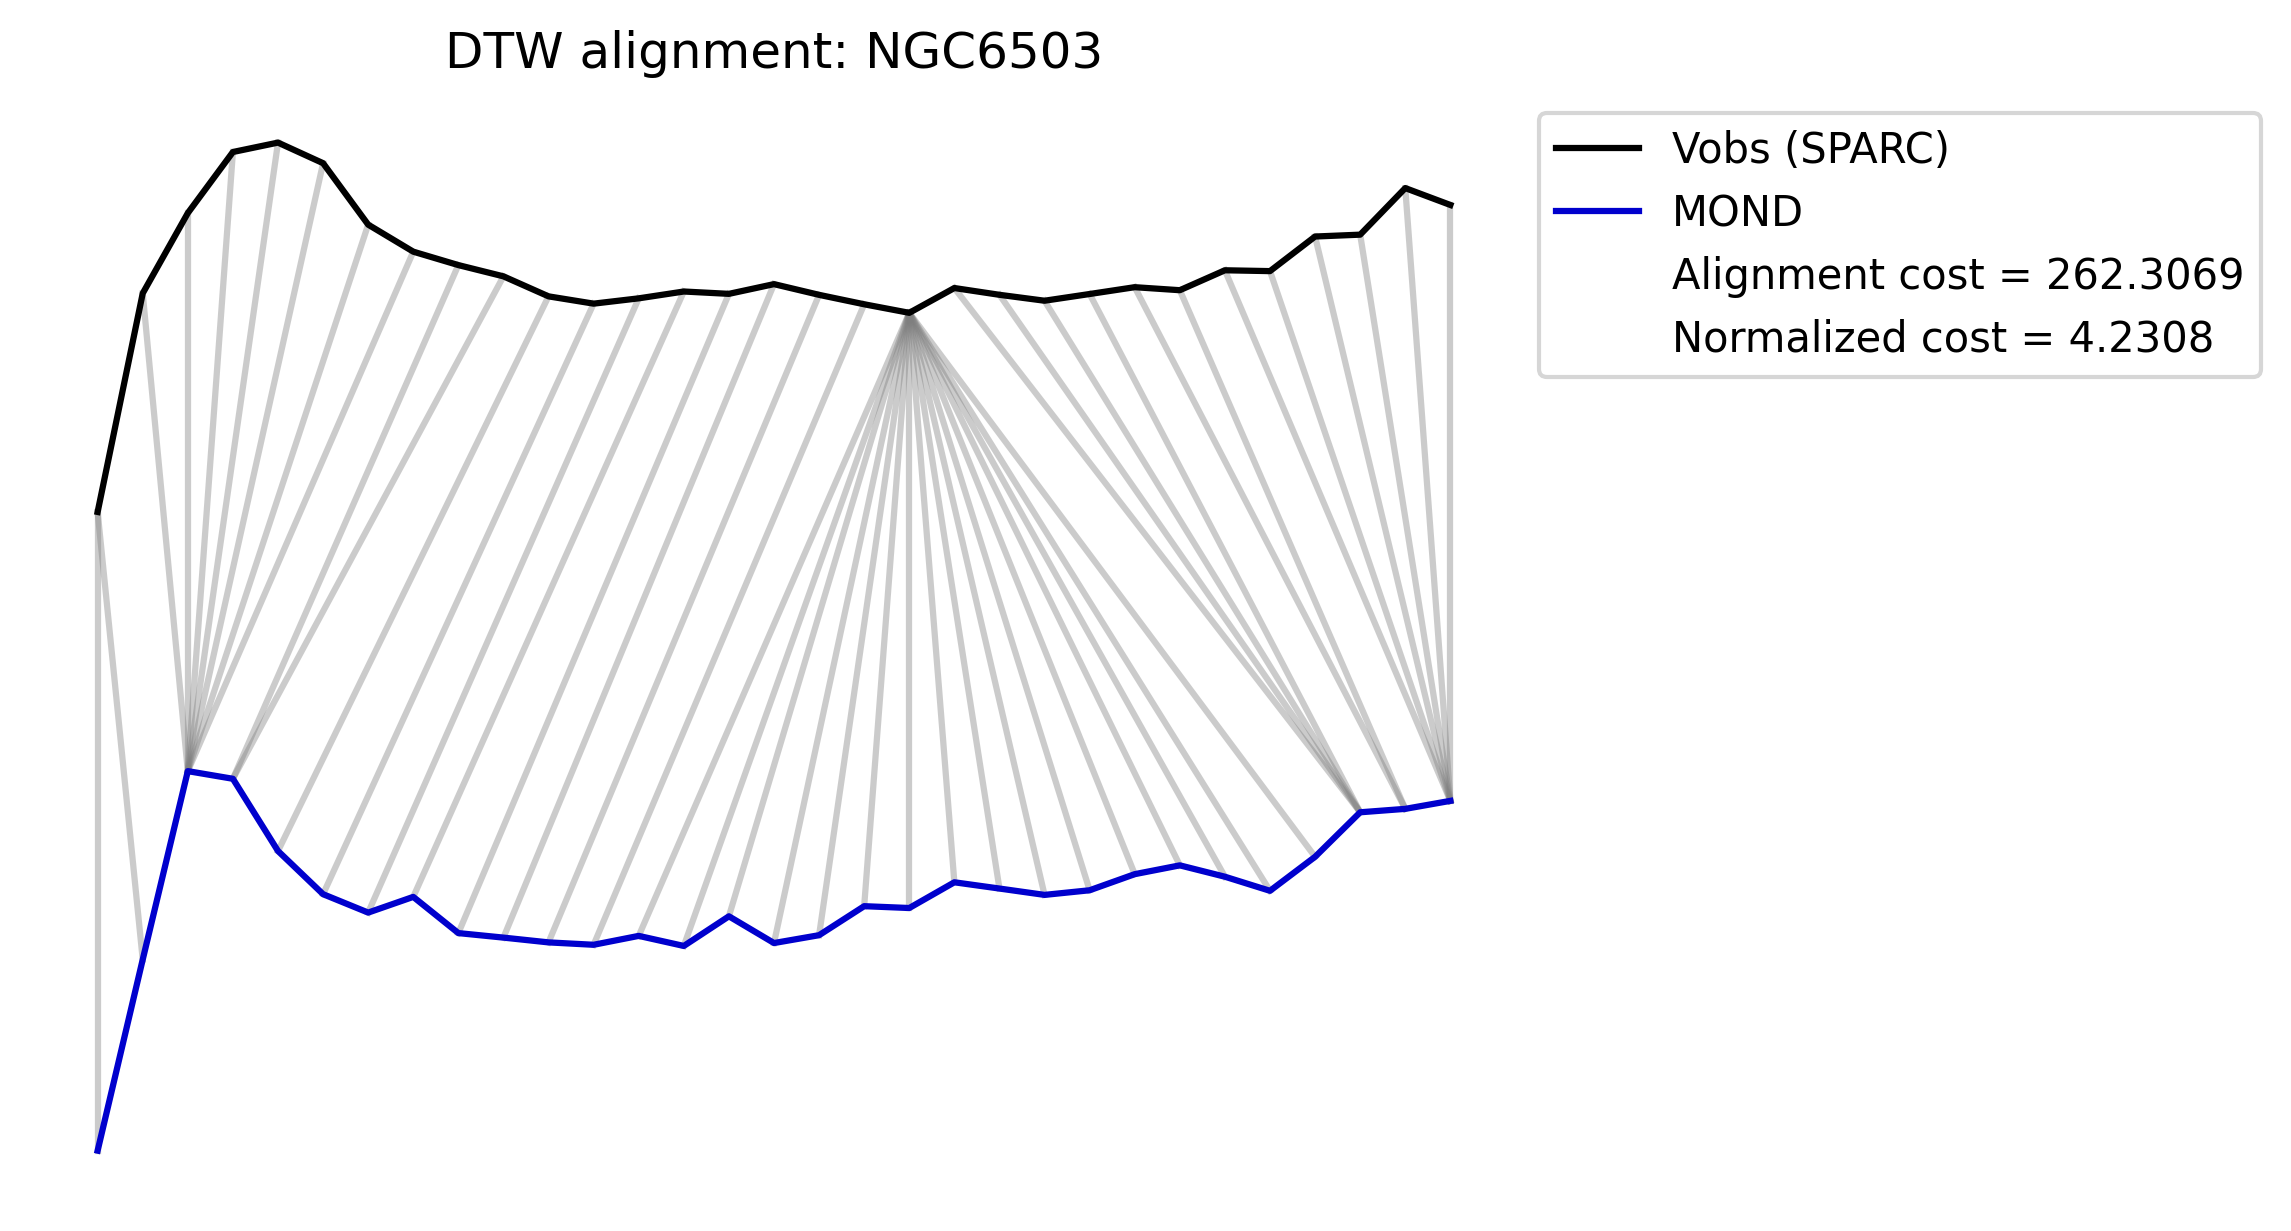 DTW alignment: NGC6503
Vobs (SPARC)
MOND
Alignment cost = 262.3069
Normalized cost = 4.2308